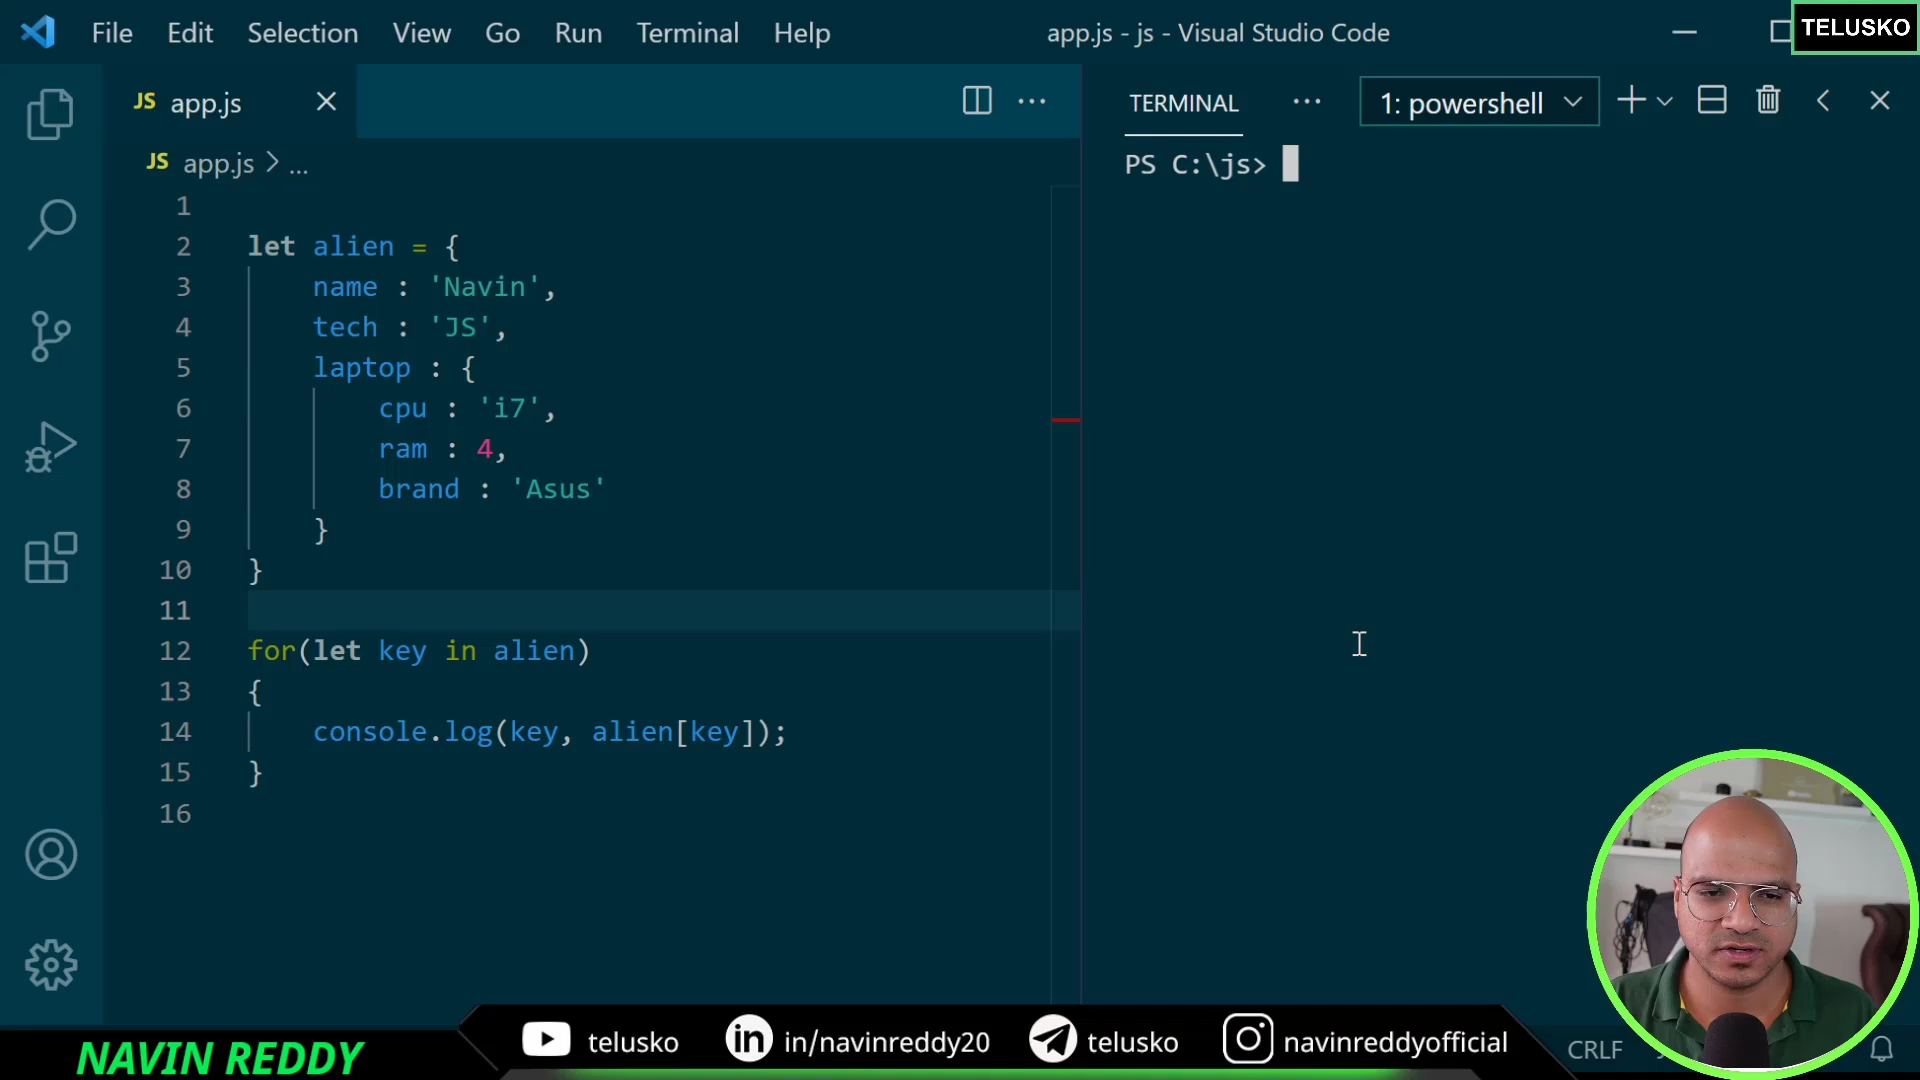 File Edit Selection View Go Run Terminal Help app.js - js - Visual Studio Code TELUSKO
JS app.js
JS app.js > ...
1
2 let alien = {
3 name : 'Navin',
4 tech : 'JS',
5 laptop : {
6 cpu : 'i7',
7 ram : 4,
8 brand : 'Asus'
9 }
10 }
11
12 for(let key in alien)
13 {
14 console.log(key, alien[key]);
15 }
16
TERMINAL ... 1: powershell
PS C:\js>
NAVIN REDDY
telusko in/navinreddy20 telusko navinreddyofficial
CRLF